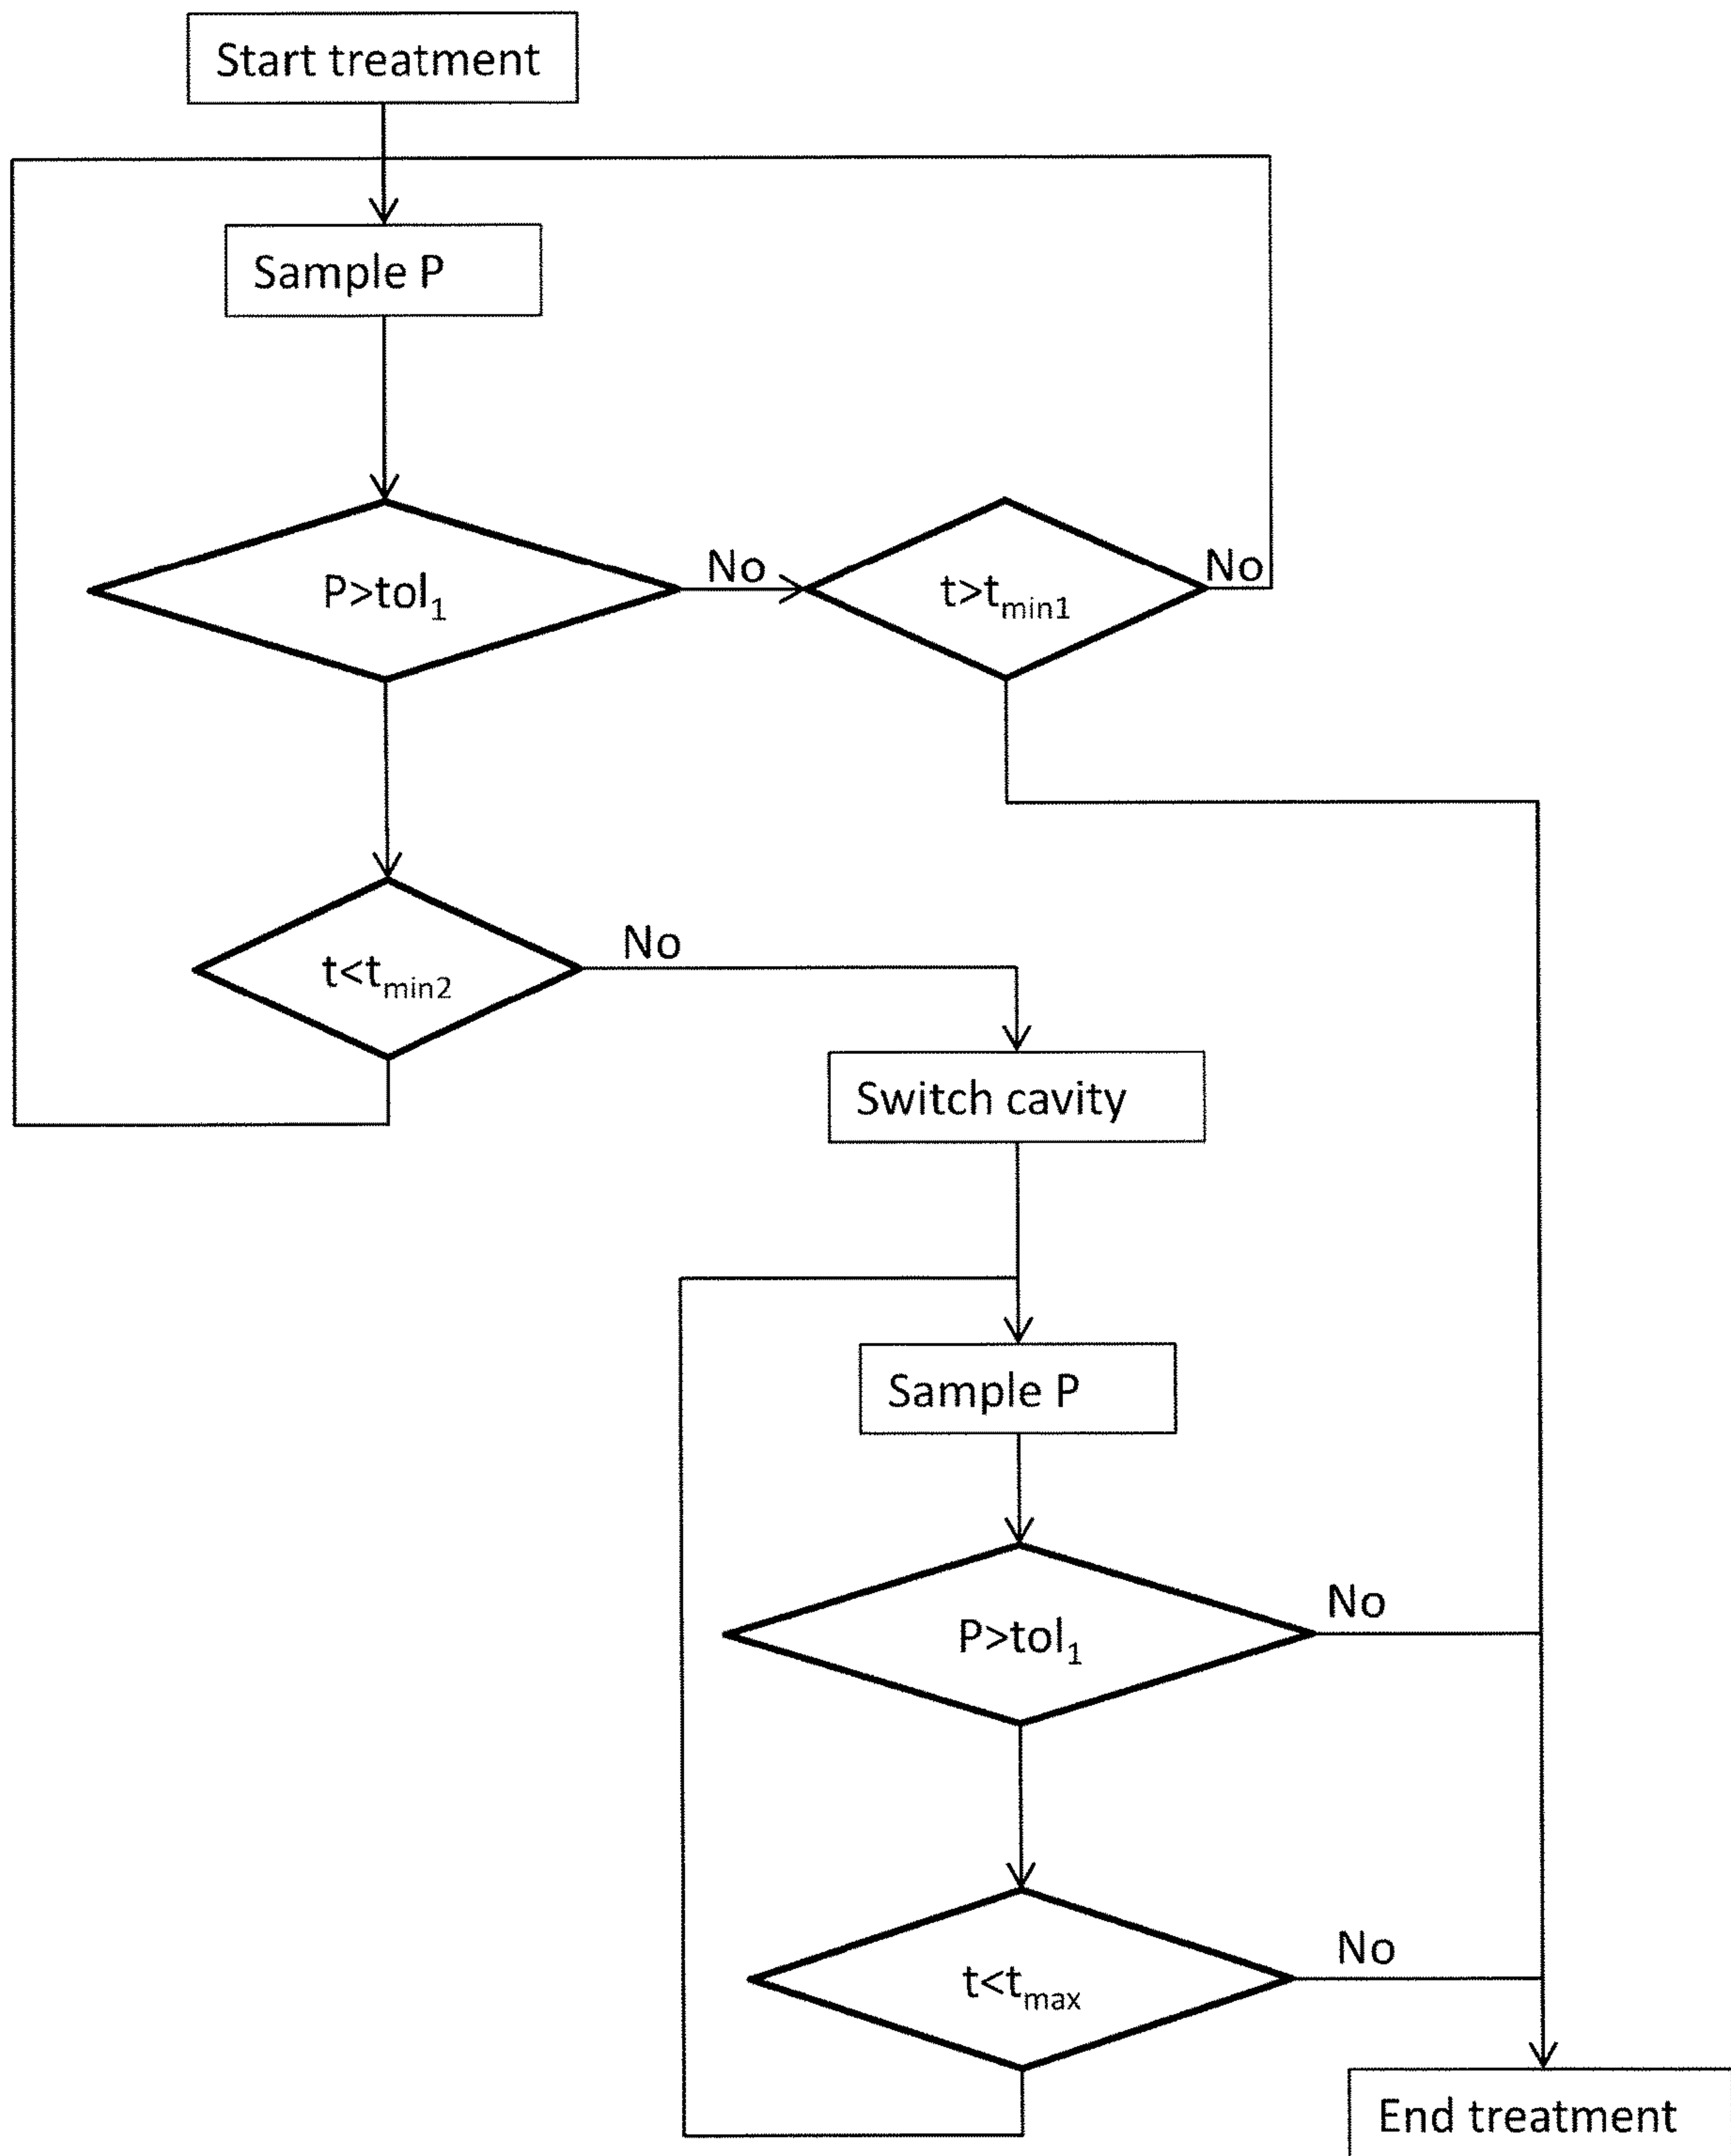 Start treatment
Sample P
P>tol₁
No
t>tₘᵢₙ₁
No
t<tₘᵢₙ₂
No
Switch cavity
Sample P
P>tol₁
No
t<tₘₐₓ
No
End treatment